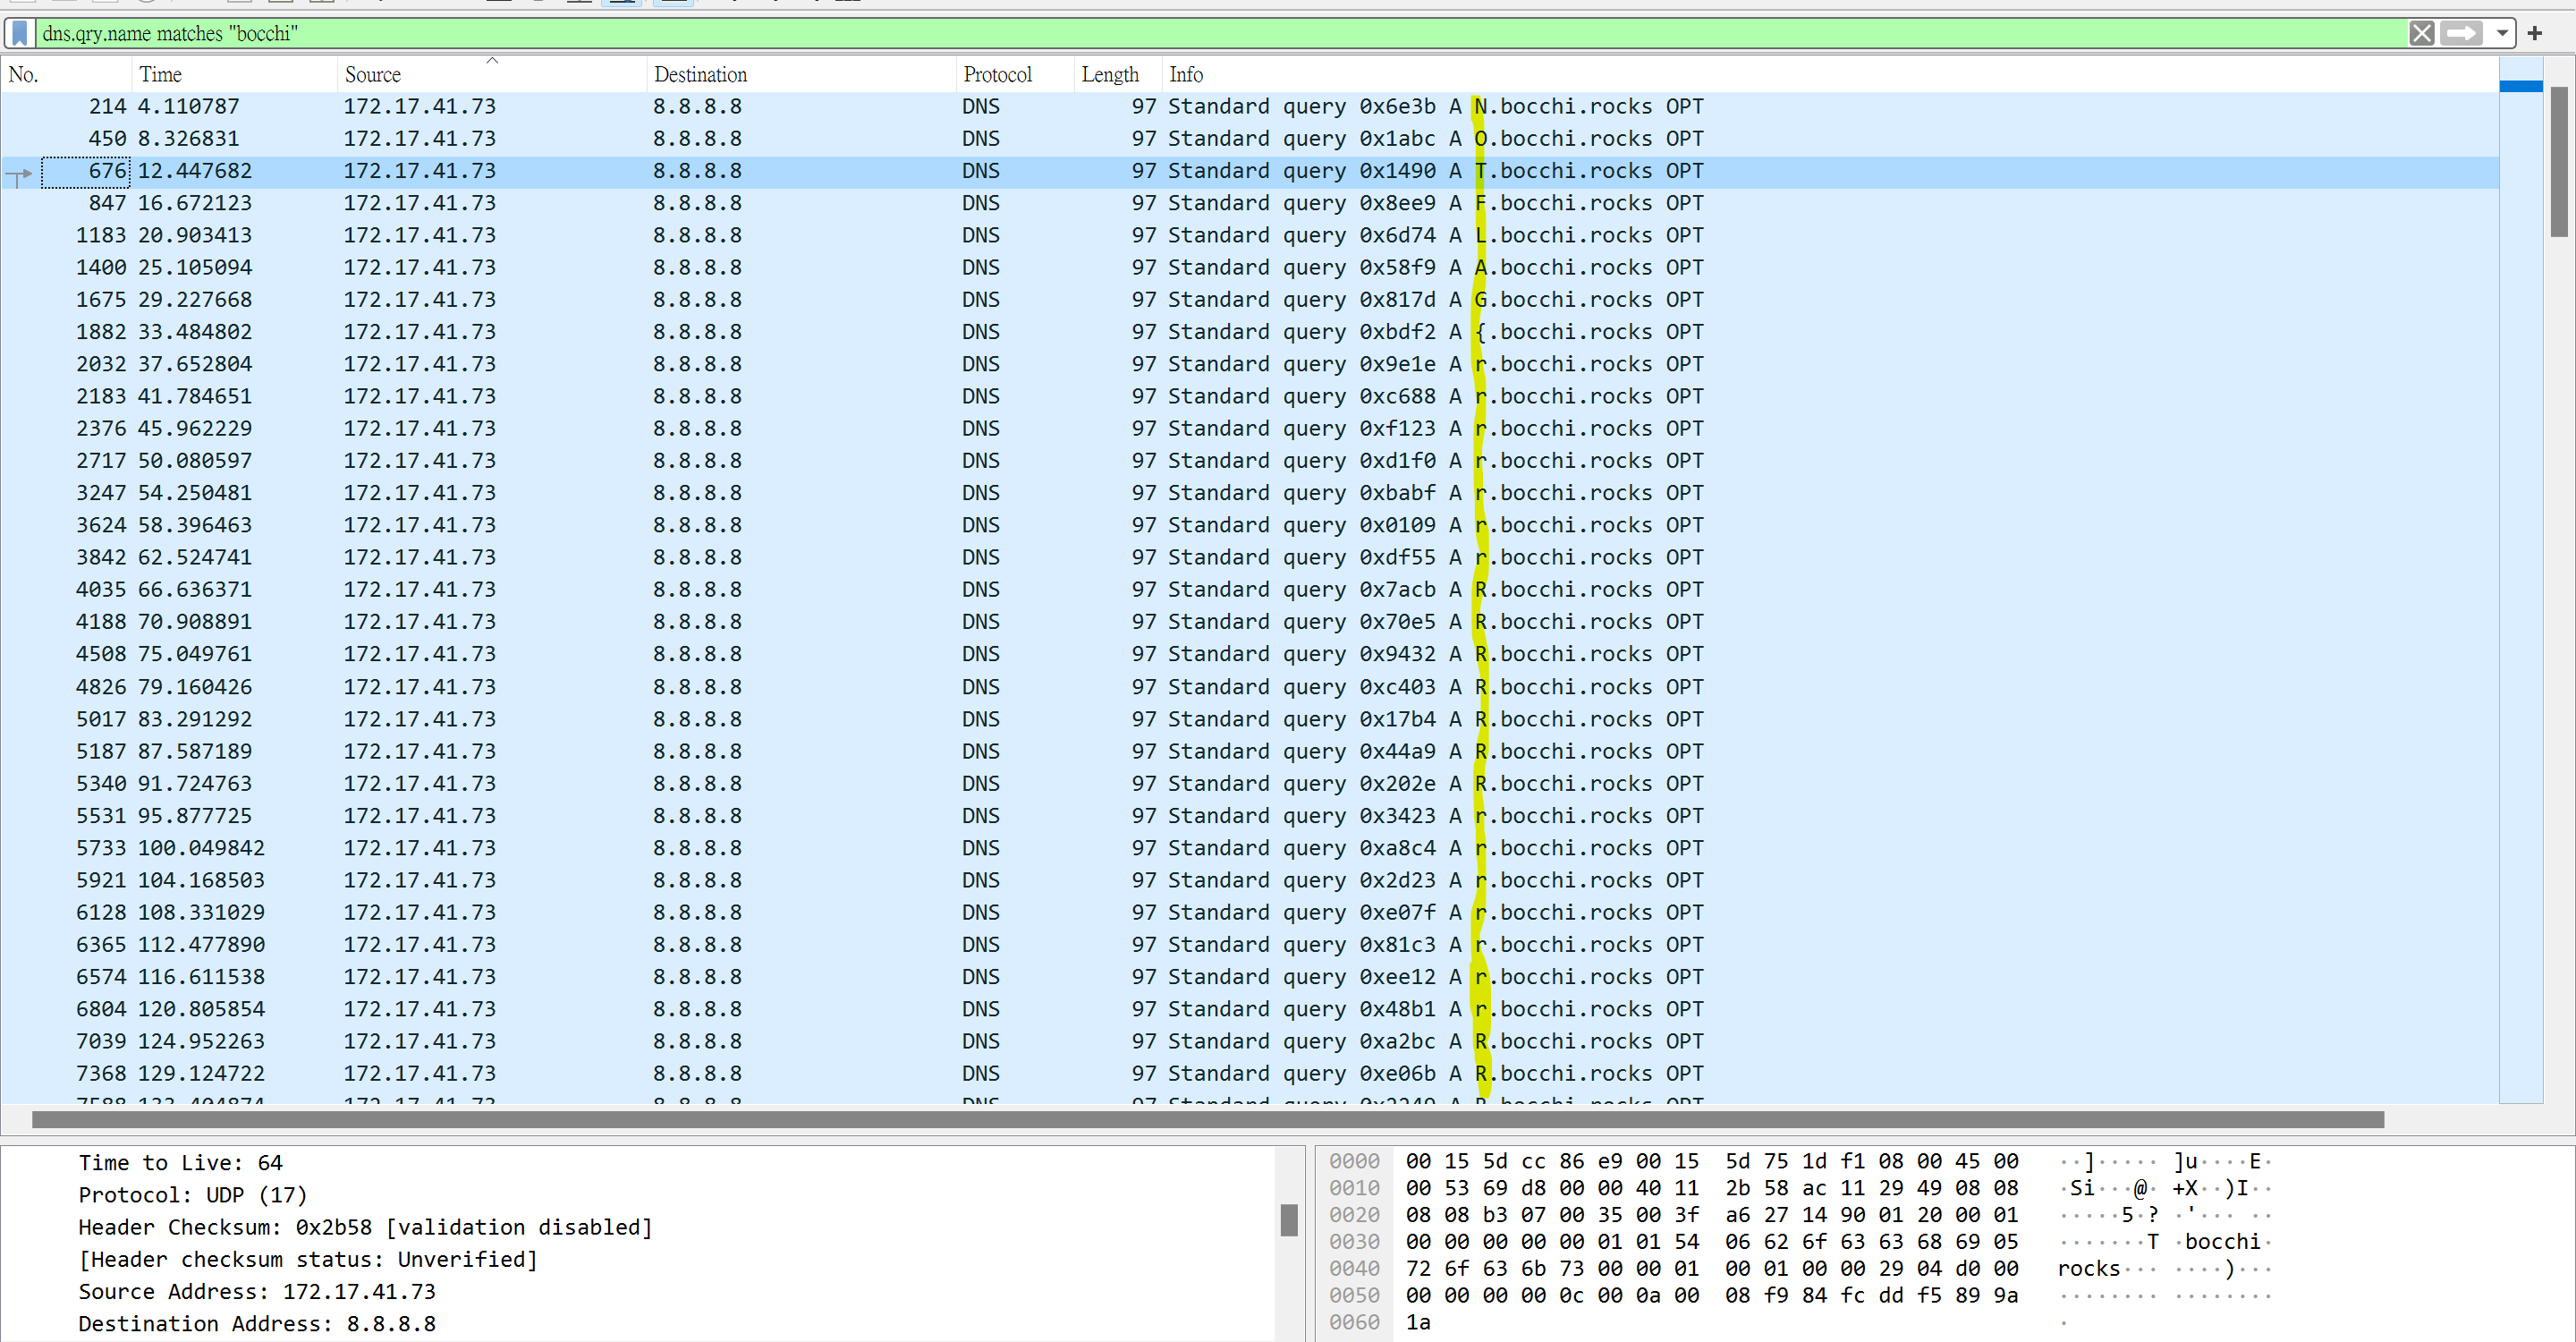 dns.qry.name matches "bocchi"
No. Time Source Destination Protocol Length Info
214 4.110787 172.17.41.73 8.8.8.8 DNS 97 Standard query 0x6e3b A N.bocchi.rocks OPT
450 8.326831 172.17.41.73 8.8.8.8 DNS 97 Standard query 0x1abc A O.bocchi.rocks OPT
676 12.447682 172.17.41.73 8.8.8.8 DNS 97 Standard query 0x1490 A T.bocchi.rocks OPT
847 16.672123 172.17.41.73 8.8.8.8 DNS 97 Standard query 0x8ee9 A F.bocchi.rocks OPT
1183 20.903413 172.17.41.73 8.8.8.8 DNS 97 Standard query 0x6d74 A L.bocchi.rocks OPT
1400 25.105094 172.17.41.73 8.8.8.8 DNS 97 Standard query 0x58f9 A A.bocchi.rocks OPT
1675 29.227668 172.17.41.73 8.8.8.8 DNS 97 Standard query 0x817d A G.bocchi.rocks OPT
1882 33.484802 172.17.41.73 8.8.8.8 DNS 97 Standard query 0xbdf2 A {.bocchi.rocks OPT
2032 37.652804 172.17.41.73 8.8.8.8 DNS 97 Standard query 0x9e1e A r.bocchi.rocks OPT
2183 41.784651 172.17.41.73 8.8.8.8 DNS 97 Standard query 0xc688 A r.bocchi.rocks OPT
2376 45.962229 172.17.41.73 8.8.8.8 DNS 97 Standard query 0xf123 A r.bocchi.rocks OPT
2717 50.080597 172.17.41.73 8.8.8.8 DNS 97 Standard query 0xd1f0 A r.bocchi.rocks OPT
3247 54.250481 172.17.41.73 8.8.8.8 DNS 97 Standard query 0xbabf A r.bocchi.rocks OPT
3624 58.396463 172.17.41.73 8.8.8.8 DNS 97 Standard query 0x0109 A r.bocchi.rocks OPT
3842 62.524741 172.17.41.73 8.8.8.8 DNS 97 Standard query 0xdf55 A r.bocchi.rocks OPT
4035 66.636371 172.17.41.73 8.8.8.8 DNS 97 Standard query 0x7acb A R.bocchi.rocks OPT
4188 70.908891 172.17.41.73 8.8.8.8 DNS 97 Standard query 0x70e5 A R.bocchi.rocks OPT
4508 75.049761 172.17.41.73 8.8.8.8 DNS 97 Standard query 0x9432 A R.bocchi.rocks OPT
4826 79.160426 172.17.41.73 8.8.8.8 DNS 97 Standard query 0xc403 A R.bocchi.rocks OPT
5017 83.291292 172.17.41.73 8.8.8.8 DNS 97 Standard query 0x17b4 A R.bocchi.rocks OPT
5187 87.587189 172.17.41.73 8.8.8.8 DNS 97 Standard query 0x44a9 A R.bocchi.rocks OPT
5340 91.724763 172.17.41.73 8.8.8.8 DNS 97 Standard query 0x202e A R.bocchi.rocks OPT
5531 95.877725 172.17.41.73 8.8.8.8 DNS 97 Standard query 0x3423 A r.bocchi.rocks OPT
5733 100.049842 172.17.41.73 8.8.8.8 DNS 97 Standard query 0xa8c4 A r.bocchi.rocks OPT
5921 104.168503 172.17.41.73 8.8.8.8 DNS 97 Standard query 0x2d23 A r.bocchi.rocks OPT
6128 108.331029 172.17.41.73 8.8.8.8 DNS 97 Standard query 0xe07f A r.bocchi.rocks OPT
6365 112.477890 172.17.41.73 8.8.8.8 DNS 97 Standard query 0x81c3 A r.bocchi.rocks OPT
6574 116.611538 172.17.41.73 8.8.8.8 DNS 97 Standard query 0xee12 A r.bocchi.rocks OPT
6804 120.805854 172.17.41.73 8.8.8.8 DNS 97 Standard query 0x48b1 A r.bocchi.rocks OPT
7039 124.952263 172.17.41.73 8.8.8.8 DNS 97 Standard query 0xa2bc A R.bocchi.rocks OPT
7368 129.124722 172.17.41.73 8.8.8.8 DNS 97 Standard query 0xe06b A R.bocchi.rocks OPT
Time to Live: 64
Protocol: UDP (17)
Header Checksum: 0x2b58 [validation disabled]
[Header checksum status: Unverified]
Source Address: 172.17.41.73
Destination Address: 8.8.8.8
0000 00 15 5d cc 86 e9 00 15 5d 75 1d f1 08 00 45 00 ··]····· ]u····E·
0010 00 53 69 d8 00 00 40 11 2b 58 ac 11 29 49 08 08 ·Si···@· +X··)I··
0020 08 08 b3 07 00 35 00 3f a6 27 14 90 01 20 00 01 ·····5·? ·'··· ··
0030 00 00 00 00 00 01 01 54 06 62 6f 63 63 68 69 05 ·······T ·bocchi·
0040 72 6f 63 6b 73 00 00 01 00 01 00 00 29 04 d0 00 rocks··· ····)···
0050 00 00 00 00 0c 00 0a 00 08 f9 84 fc dd f5 89 9a ········ ········
0060 1a ·